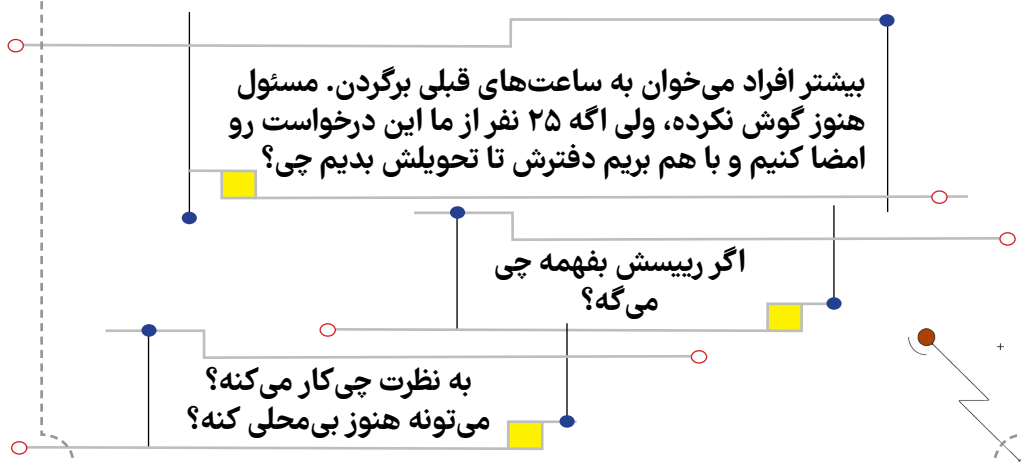 بیشتر افراد می‌خوان به ساعت‌های قبلی برگردن. مسئول
هنوز گوش نکرده، ولی اگه ۲۵ نفر از ما این درخواست رو
امضا کنیم و با هم بریم دفترش تا تحویلش بدیم چی؟
اگر رییسش بفهمه چی
می‌گه؟
به نظرت چی‌کار می‌کنه؟
می‌تونه هنوز بی‌محلی کنه؟